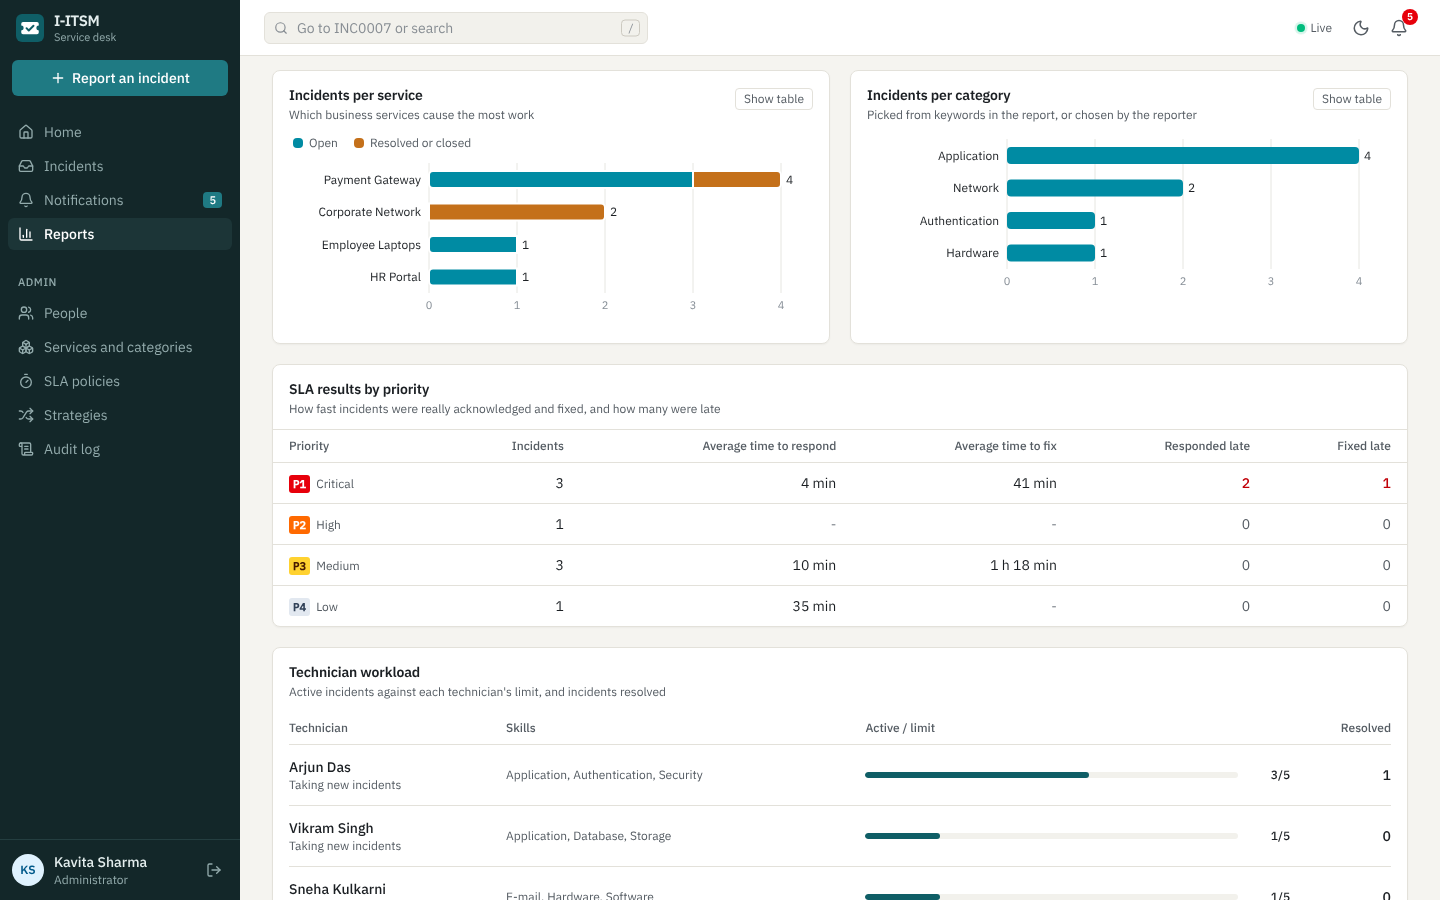 I-ITSM
Service desk
Report an incident
Home
Incidents
Notifications 5
Reports
ADMIN
People
Services and categories
SLA policies
Strategies
Audit log
KS
Kavita Sharma
Administrator
Go to INC0007 or search /
Live
5
Incidents per service
Which business services cause the most work
Show table
Open Resolved or closed
Payment Gateway 4
Corporate Network 2
Employee Laptops 1
HR Portal 1
0 1 2 3 4
Incidents per category
Picked from keywords in the report, or chosen by the reporter
Show table
Application 4
Network 2
Authentication 1
Hardware 1
0 1 2 3 4
SLA results by priority
How fast incidents were really acknowledged and fixed, and how many were late
Priority Incidents Average time to respond Average time to fix Responded late Fixed late
P1 Critical 3 4 min 41 min 2 1
P2 High 1 - - 0 0
P3 Medium 3 10 min 1 h 18 min 0 0
P4 Low 1 35 min - 0 0
Technician workload
Active incidents against each technician's limit, and incidents resolved
Technician Skills Active / limit Resolved
Arjun Das
Taking new incidents
Application, Authentication, Security 3/5 1
Vikram Singh
Taking new incidents
Application, Database, Storage 1/5 0
Sneha Kulkarni
E-mail, Hardware, Software 1/5 0